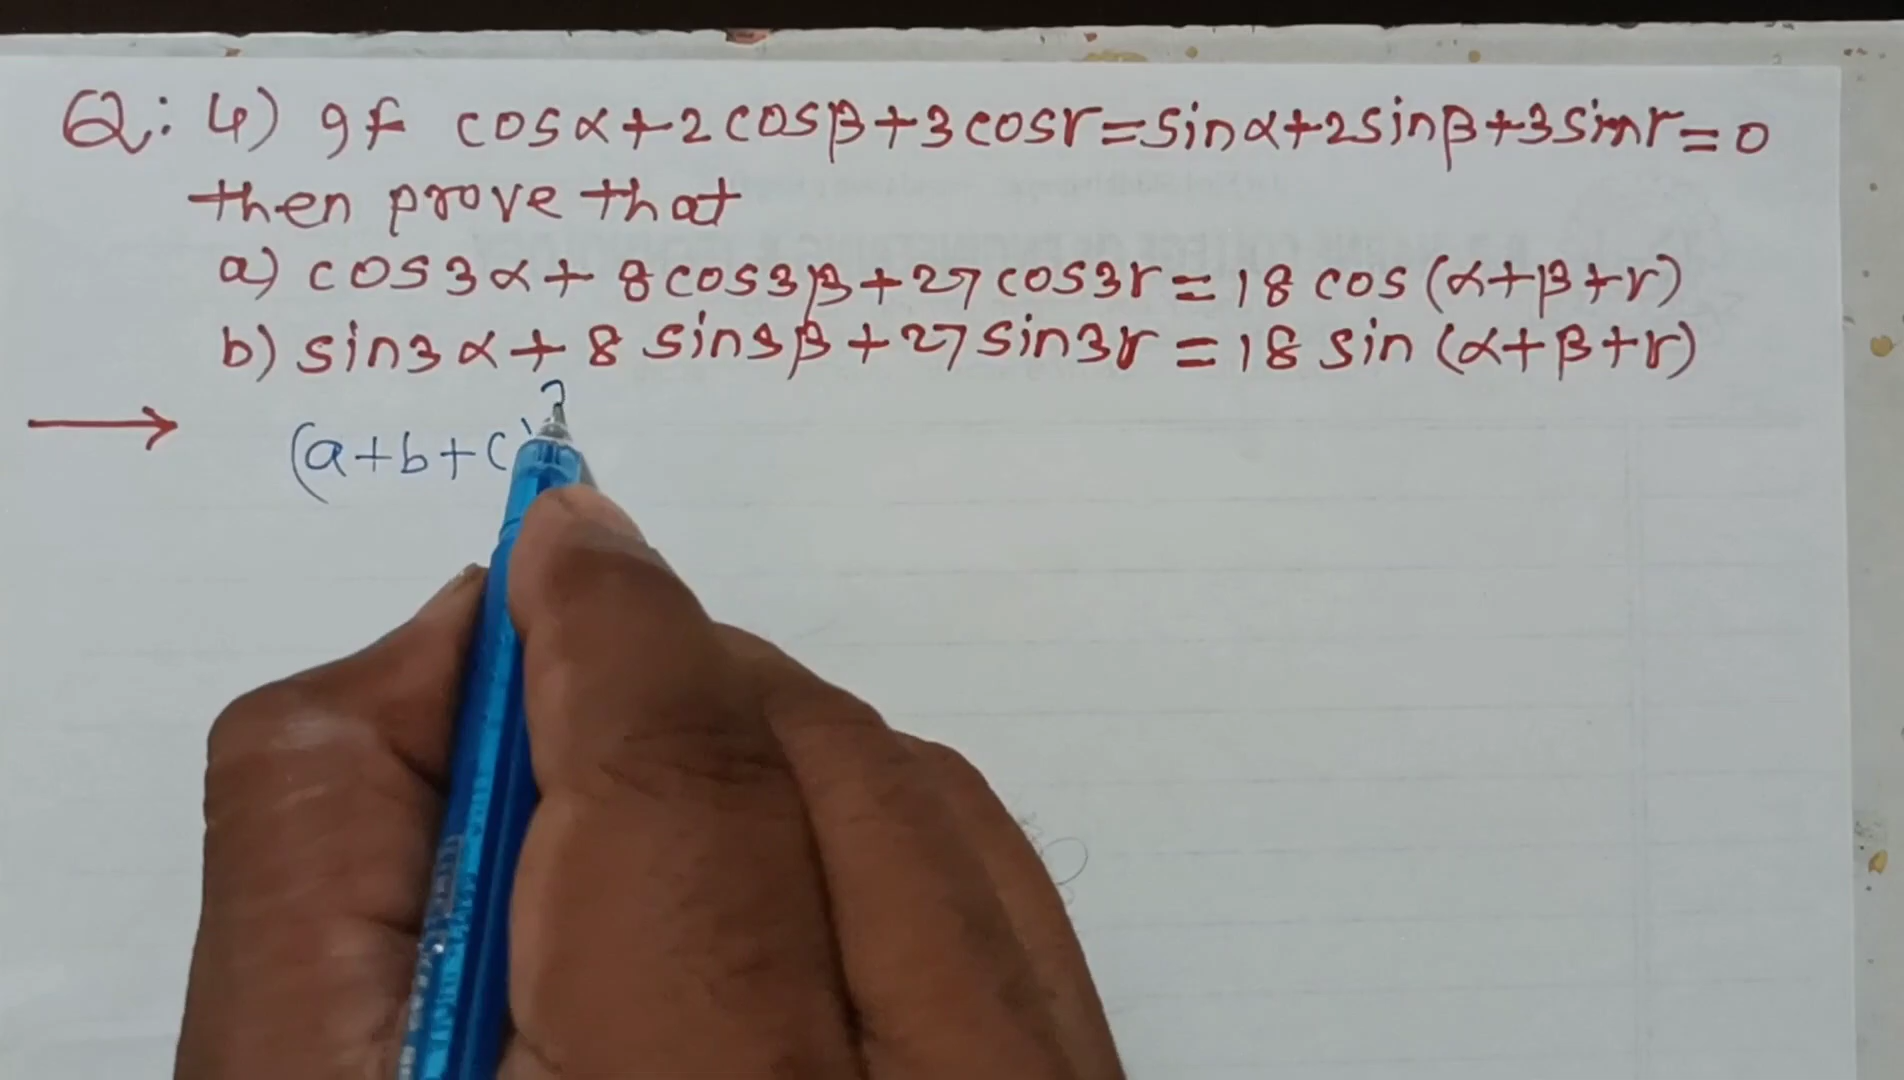 Q: 4) If cosα+2cosβ+3cosr=sinα+2sinβ+3sinr=0
then prove that
a) cos3α+8cos3β+27cos3r=18cos(α+β+r)
b) sin3α+8sin3β+27sin3r=18sin(α+β+r)
→ (a+b+c)